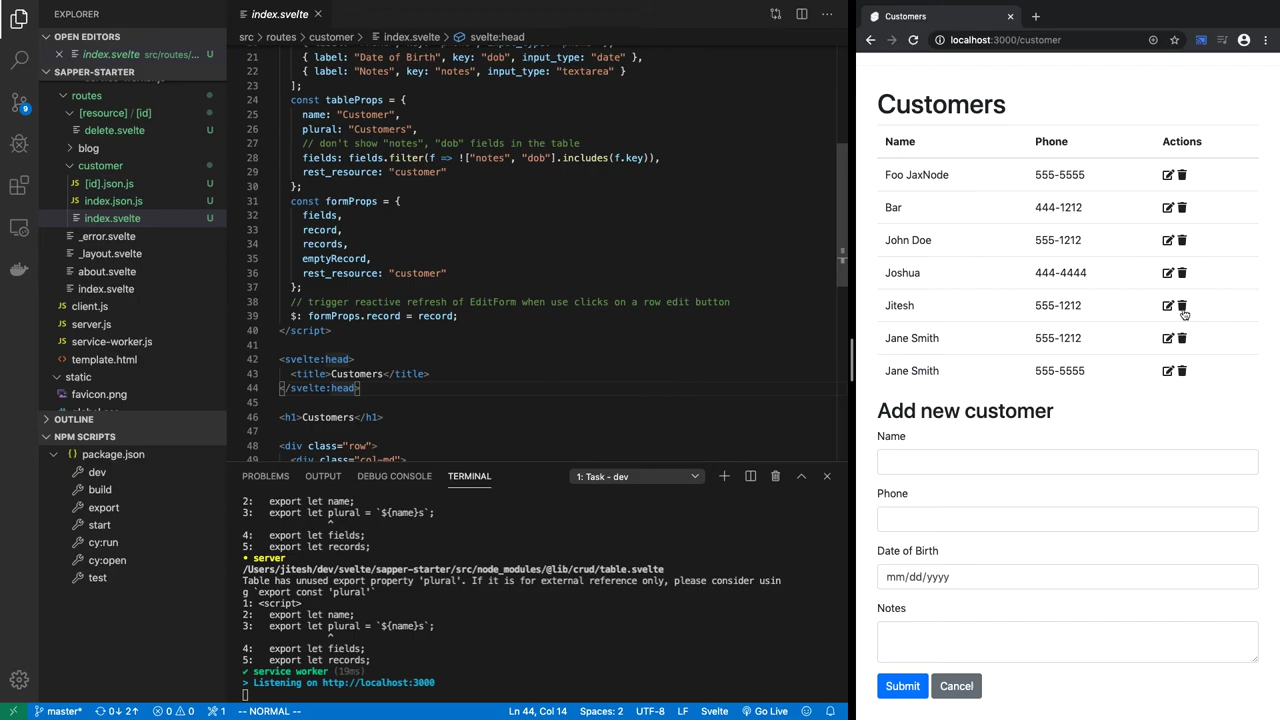 EXPLORER
OPEN EDITORS
index.svelte src/routes/... U
SAPPER-STARTER
routes
[resource] / [id]
delete.svelte U
blog
customer
JS [id].json.js U
JS index.json.js U
index.svelte U
_error.svelte
_layout.svelte
about.svelte
index.svelte
JS client.js
JS server.js
JS service-worker.js
<> template.html
static
favicon.png
OUTLINE
NPM SCRIPTS
{ } package.json
dev
build
export
start
cy:run
cy:open
test
9
index.svelte
src > routes > customer > index.svelte > svelte:head
21 { label: "Date of Birth", key: "dob", input_type: "date" },
22 { label: "Notes", key: "notes", input_type: "textarea" }
23 ];
24 const tableProps = {
25 name: "Customer",
26 plural: "Customers",
27 // don't show "notes", "dob" fields in the table
28 fields: fields.filter(f => !["notes", "dob"].includes(f.key)),
29 rest_resource: "customer"
30 };
31 const formProps = {
32 fields,
33 record,
34 records,
35 emptyRecord,
36 rest_resource: "customer"
37 };
38 // trigger reactive refresh of EditForm when use clicks on a row edit button
39 $: formProps.record = record;
40 </script>
41
42 <svelte:head>
43 <title>Customers</title>
44 </svelte:head>
45
46 <h1>Customers</h1>
47
48 <div class="row">
49 <div class="col-md">
PROBLEMS OUTPUT DEBUG CONSOLE TERMINAL 1: Task - dev
2: export let name;
3: export let plural = `${name}s`;
^
4: export let fields;
5: export let records;
• server
/Users/jitesh/dev/svelte/sapper-starter/src/node_modules/@lib/crud/table.svelte
Table has unused export property 'plural'. If it is for external reference only, please consider usin
g `export const 'plural'`
1: <script>
2: export let name;
3: export let plural = `${name}s`;
^
4: export let fields;
5: export let records;
✔ service worker (19ms)
> Listening on http://localhost:3000
master* 0↓ 2↑ 0 0 1 -- NORMAL -- Ln 44, Col 14 Spaces: 2 UTF-8 LF Svelte Go Live
Customers
localhost:3000/customer
Customers
Name Phone Actions
Foo JaxNode 555-5555
Bar 444-1212
John Doe 555-1212
Joshua 444-4444
Jitesh 555-1212
Jane Smith 555-1212
Jane Smith 555-5555
Add new customer
Name
Phone
Date of Birth
mm/dd/yyyy
Notes
Submit Cancel